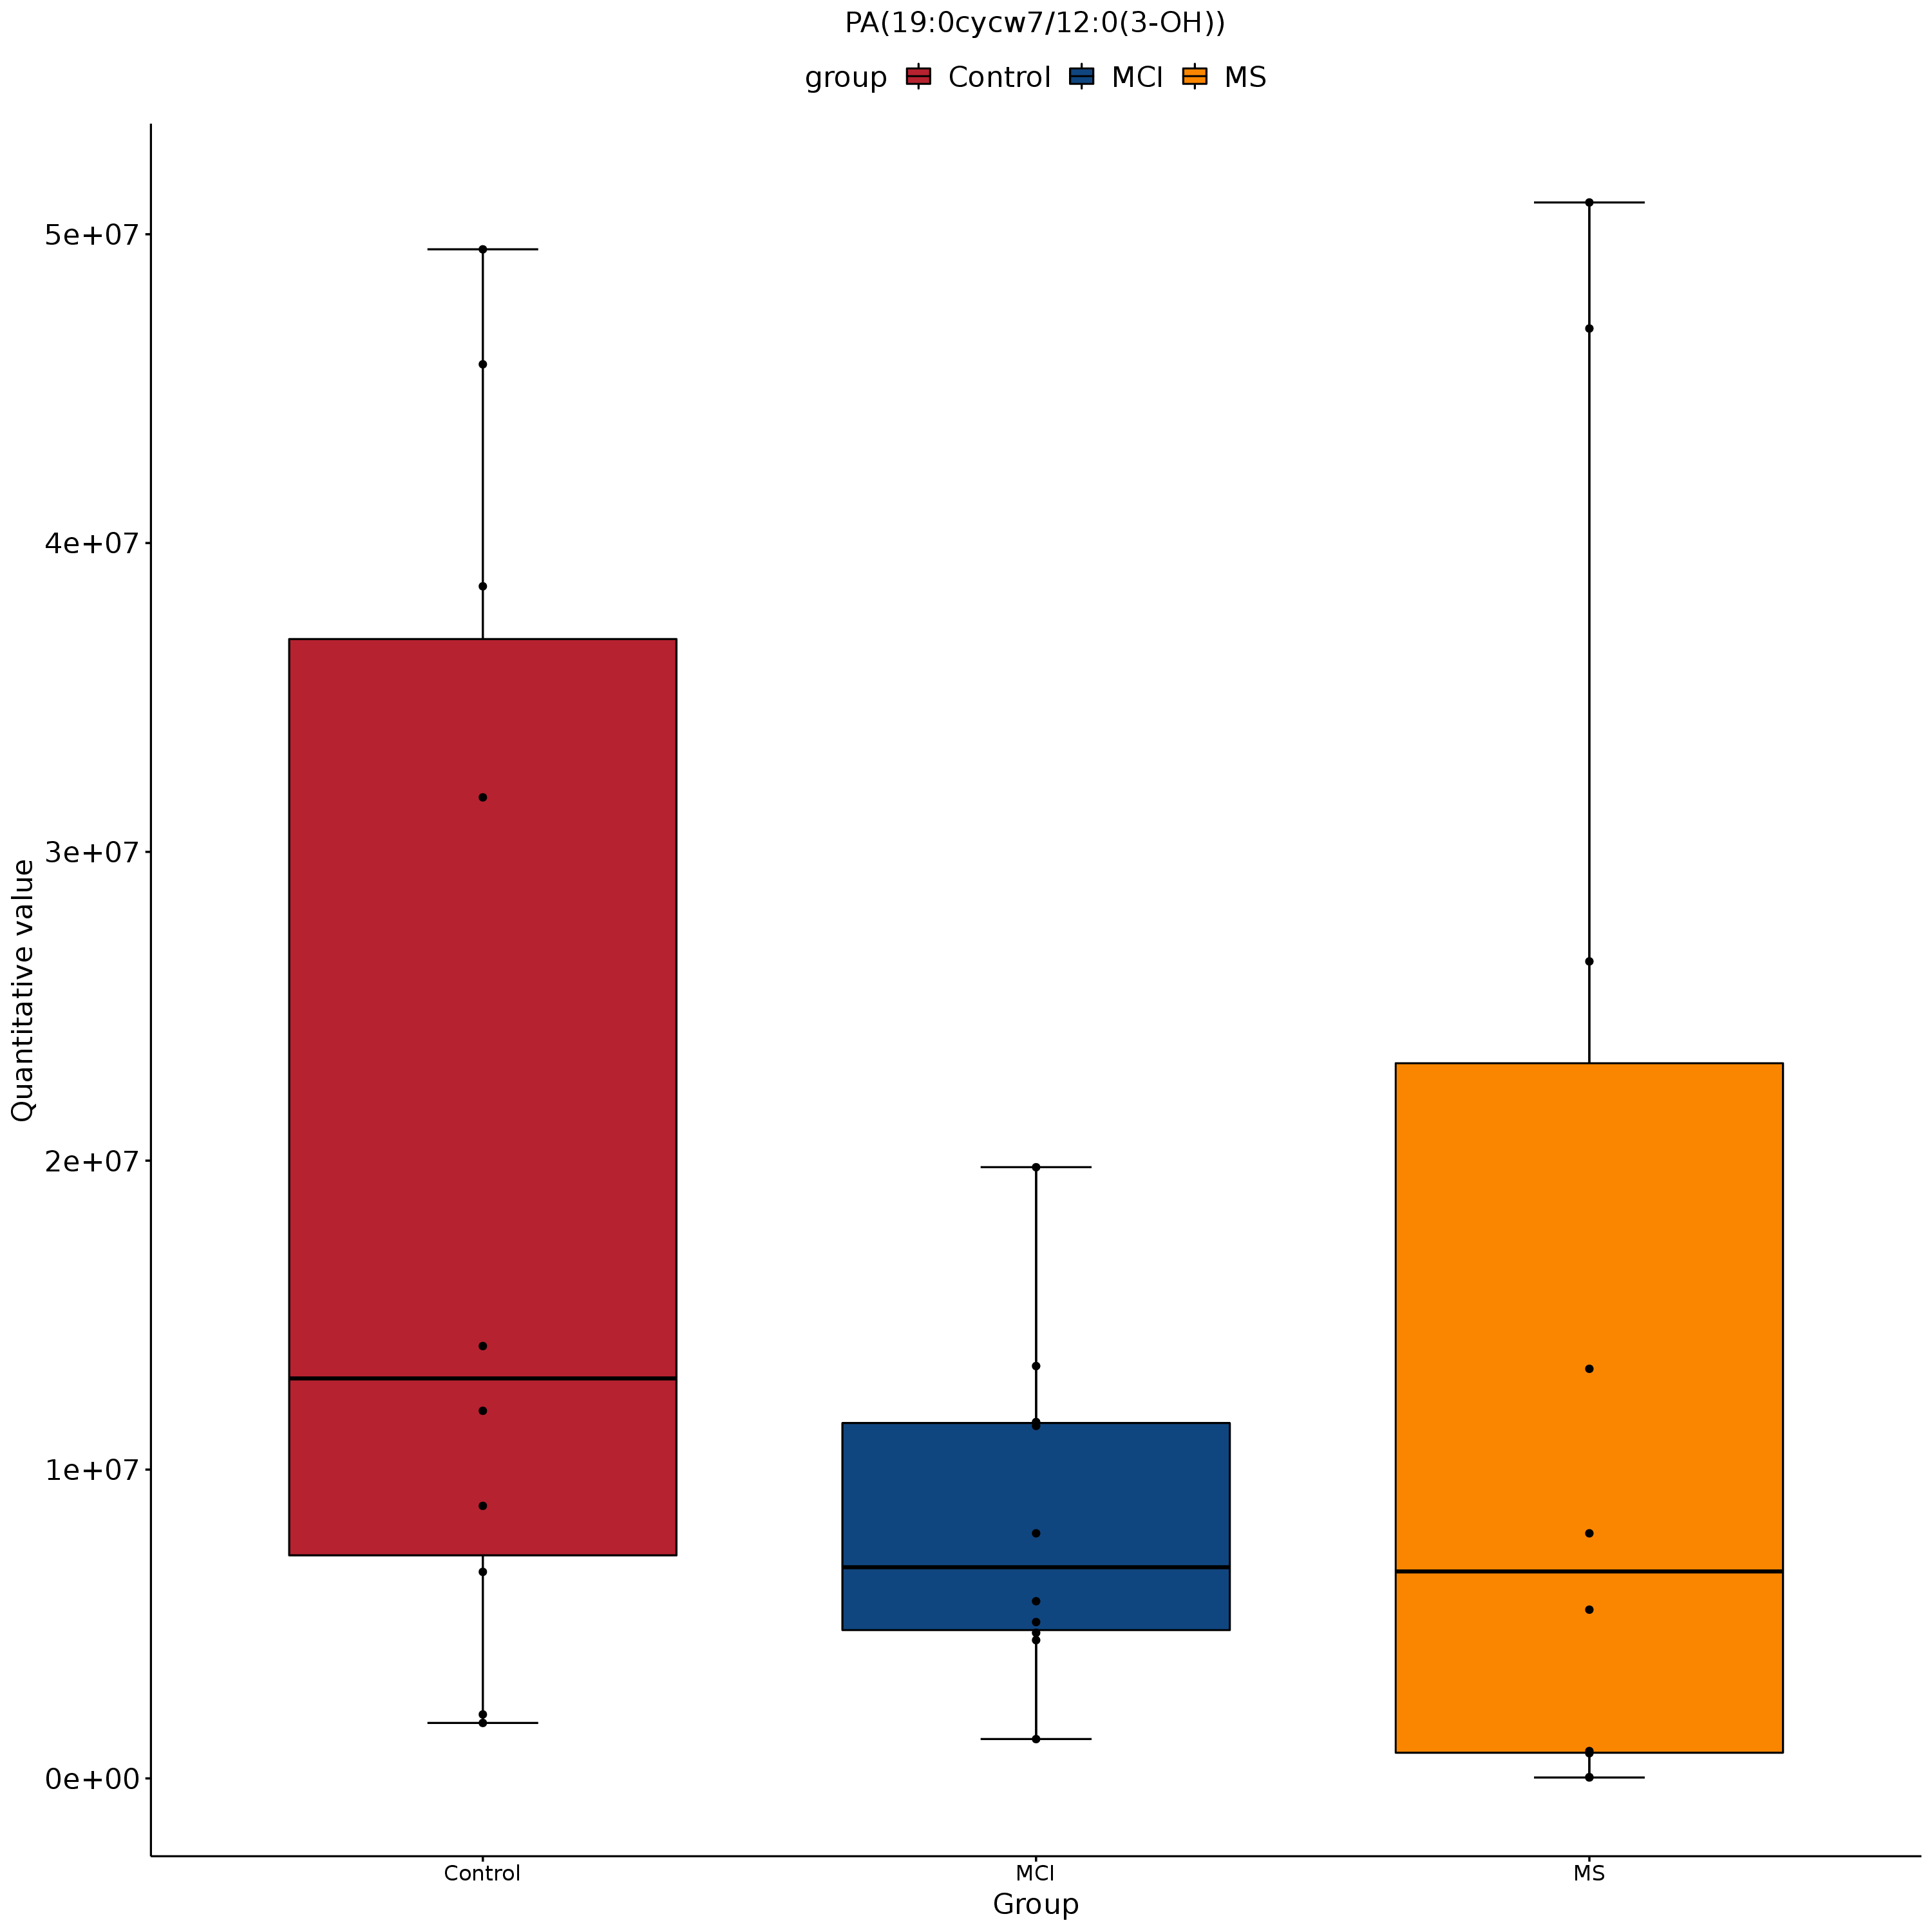 PA(19:0cycw7/12:0(3-OH))
group Control MCI MS
Quantitative value
5e+07
4e+07
3e+07
2e+07
1e+07
0e+00
Control MCI MS
Group